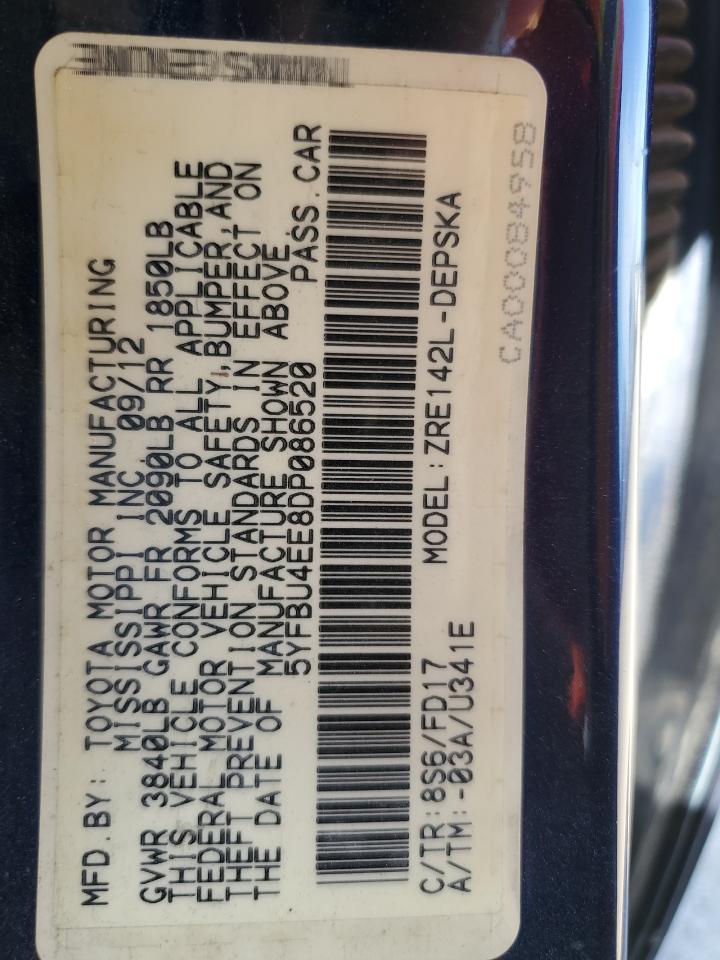 MFD.BY: TOYOTA MOTOR MANUFACTURING
MISSISSIPPI INC. 09/12
GVWR 3840LB GAWR FR 2090LB RR 1850LB
THIS VEHICLE CONFORMS TO ALL APPLICABLE
FEDERAL MOTOR VEHICLE SAFETY, BUMPER, AND
THEFT PREVENTION STANDARDS IN EFFECT ON
THE DATE OF MANUFACTURE SHOWN ABOVE.
5YFBU4EE8DP086520 PASS.CAR
MODEL:ZRE142L-DEPSKA
C/TR:8S6/FD17
A/TM:-03A/U341E
CA00084958